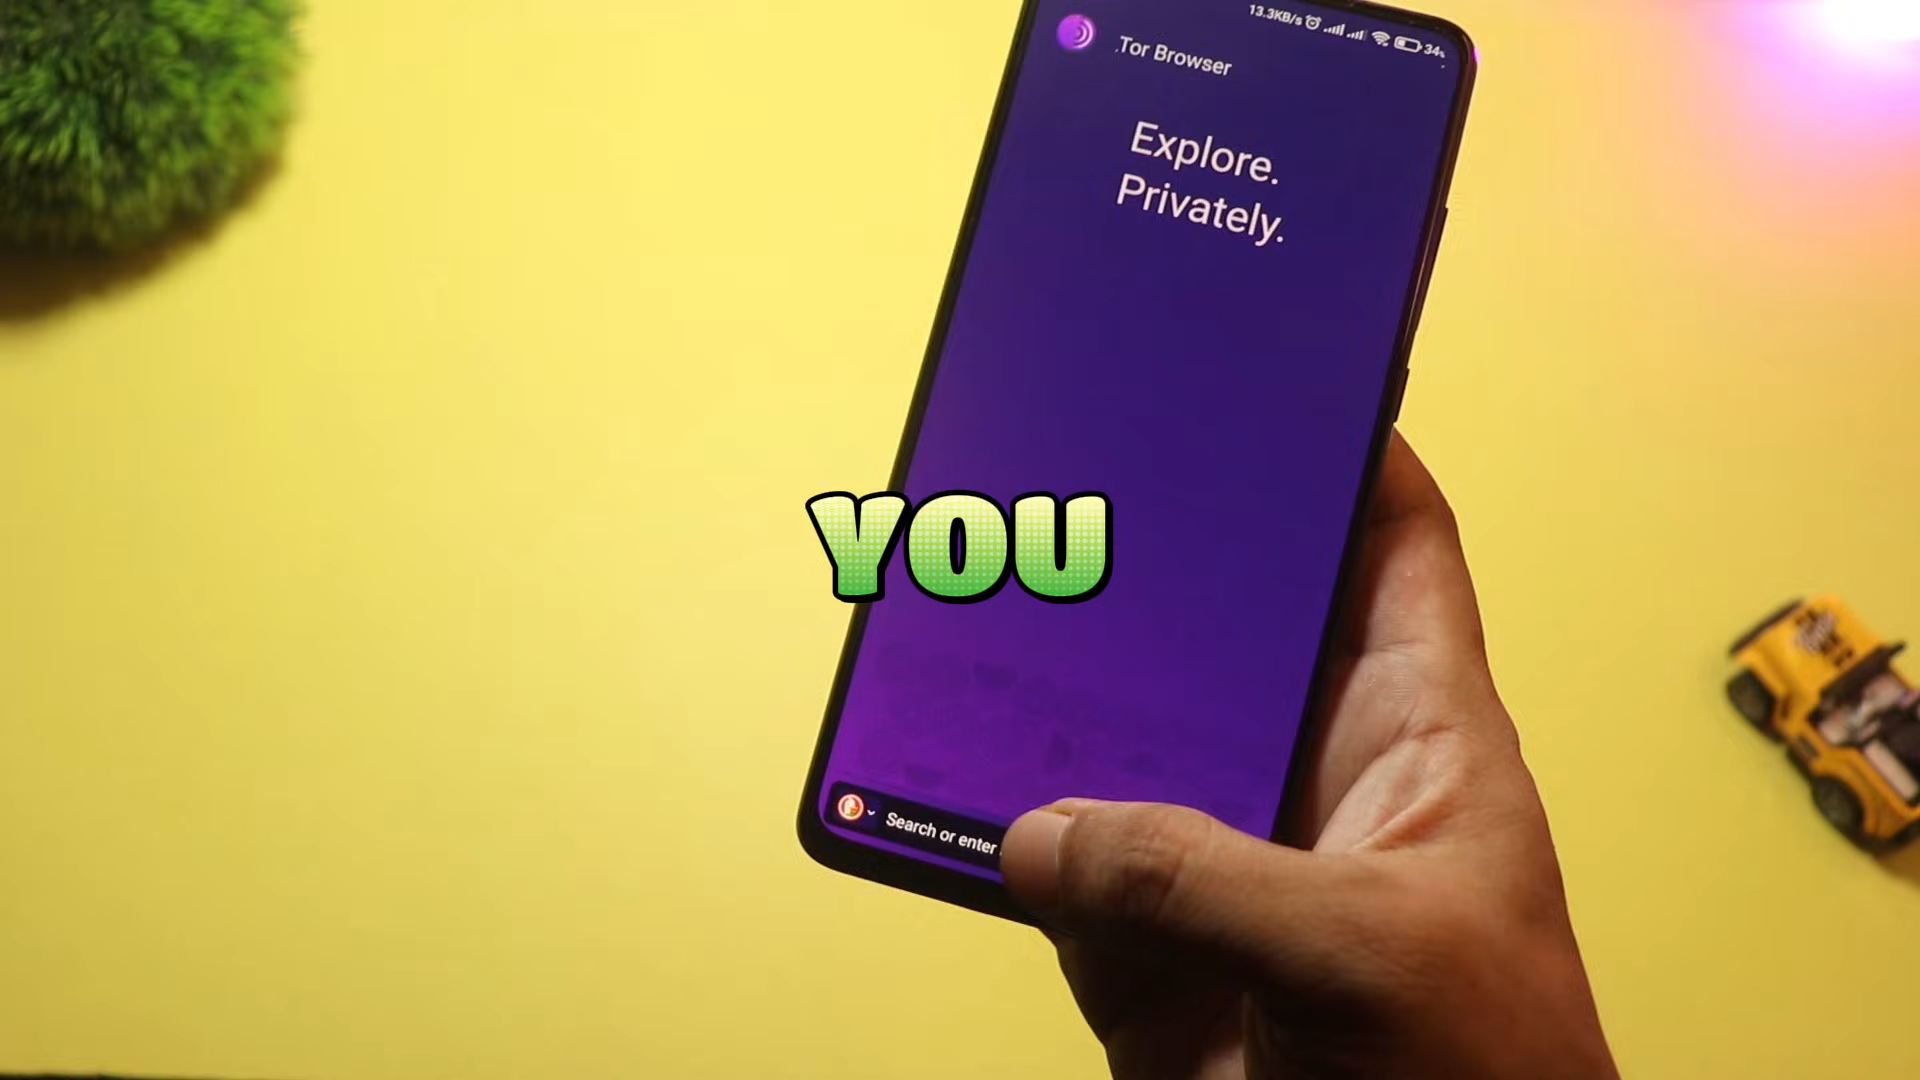 13.3KB/s 34%
.Tor Browser
Explore.
Privately.
YOU
Search or enter